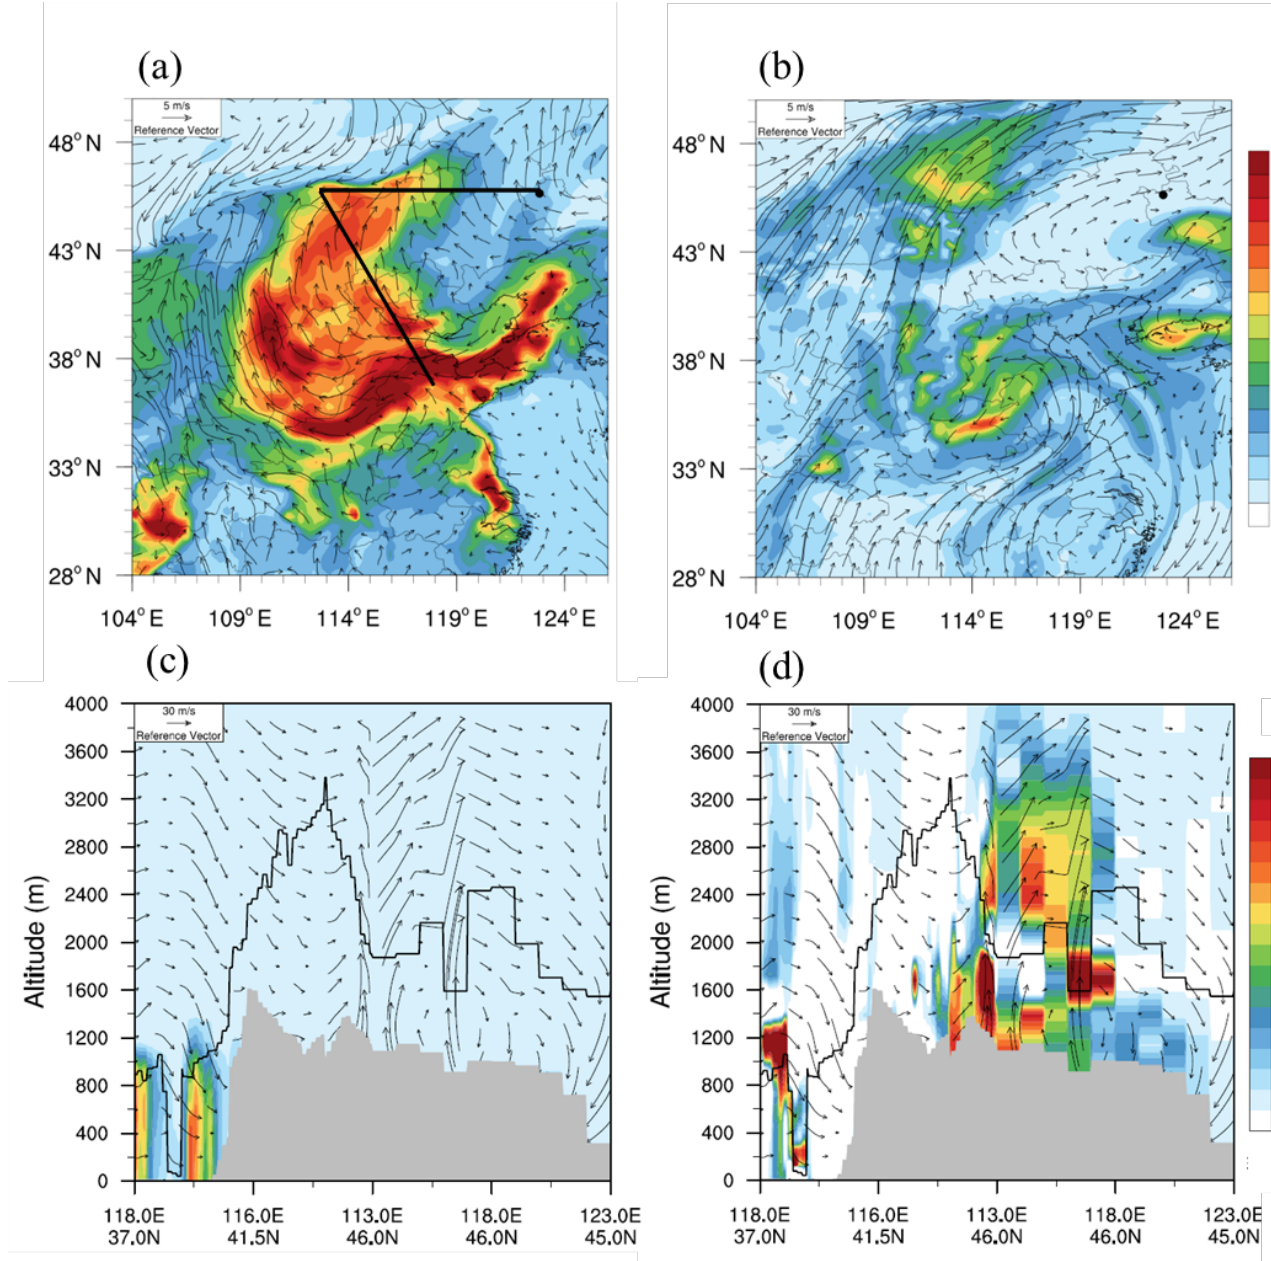 (a)
(b)
5 m/s
Reference Vector
48° N
43° N
38° N
33° N
28° N
104° E
109° E
114° E
119° E
124° E
5 m/s
Reference Vector
48° N
43° N
38° N
33° N
28° N
104° E
109° E
114° E
119° E
124° E
(c)
(d)
30 m/s
Reference Vector
Altitude (m)
4000
3600
3200
2800
2400
2000
1600
1200
800
400
0
118.0E
37.0N
116.0E
41.5N
113.0E
46.0N
118.0E
46.0N
123.0E
45.0N
30 m/s
Reference Vector
Altitude (m)
4000
3600
3200
2800
2400
2000
1600
1200
800
400
0
118.0E
37.0N
116.0E
41.5N
113.0E
46.0N
118.0E
46.0N
123.0E
45.0N